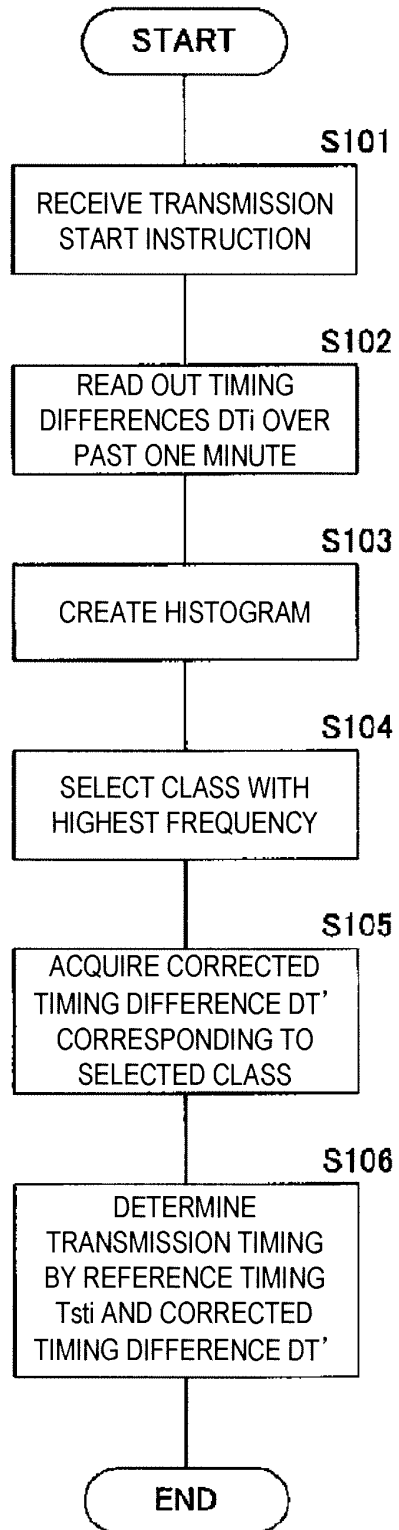 START
S101
RECEIVE TRANSMISSION
START INSTRUCTION
S102
READ OUT TIMING
DIFFERENCES DTi OVER
PAST ONE MINUTE
S103
CREATE HISTOGRAM
S104
SELECT CLASS WITH
HIGHEST FREQUENCY
S105
ACQUIRE CORRECTED
TIMING DIFFERENCE DT'
CORRESPONDING TO
SELECTED CLASS
S106
DETERMINE
TRANSMISSION TIMING
BY REFERENCE TIMING
Tsti AND CORRECTED
TIMING DIFFERENCE DT'
END